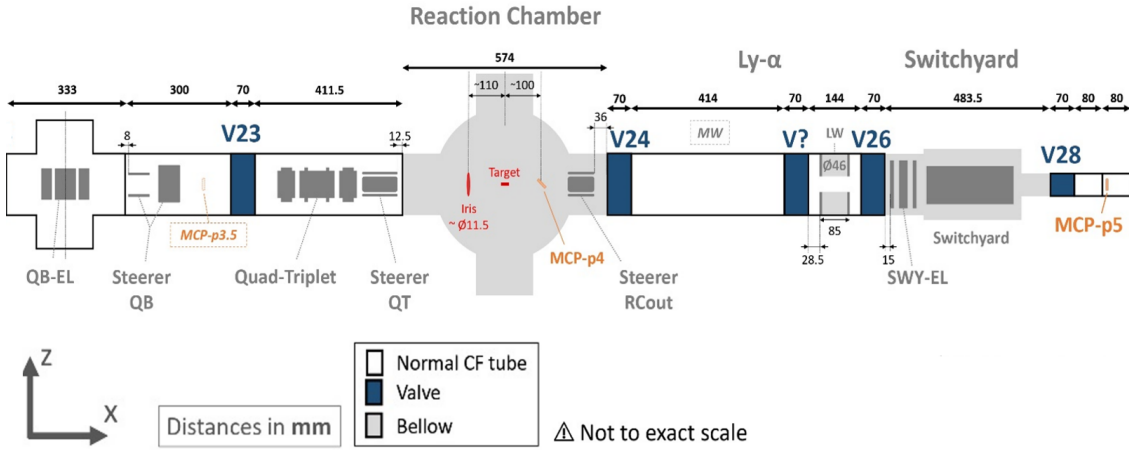 Reaction Chamber
574
Ly-α
Switchyard
333
300
70
411.5
~110
~100
36
70
414
70
144
70
483.5
70
80
80
8
V23
12.5
V24
MW
V?
LW
V26
V28
Ø46
Target
Iris
~ Ø11.5
MCP-p3.5
MCP-p4
85
28.5
15
Switchyard
MCP-p5
QB-EL
Steerer
QB
Quad-Triplet
Steerer
QT
Steerer
RCout
SWY-EL
Z
X
Distances in mm
Normal CF tube
Valve
Bellow
⚠ Not to exact scale